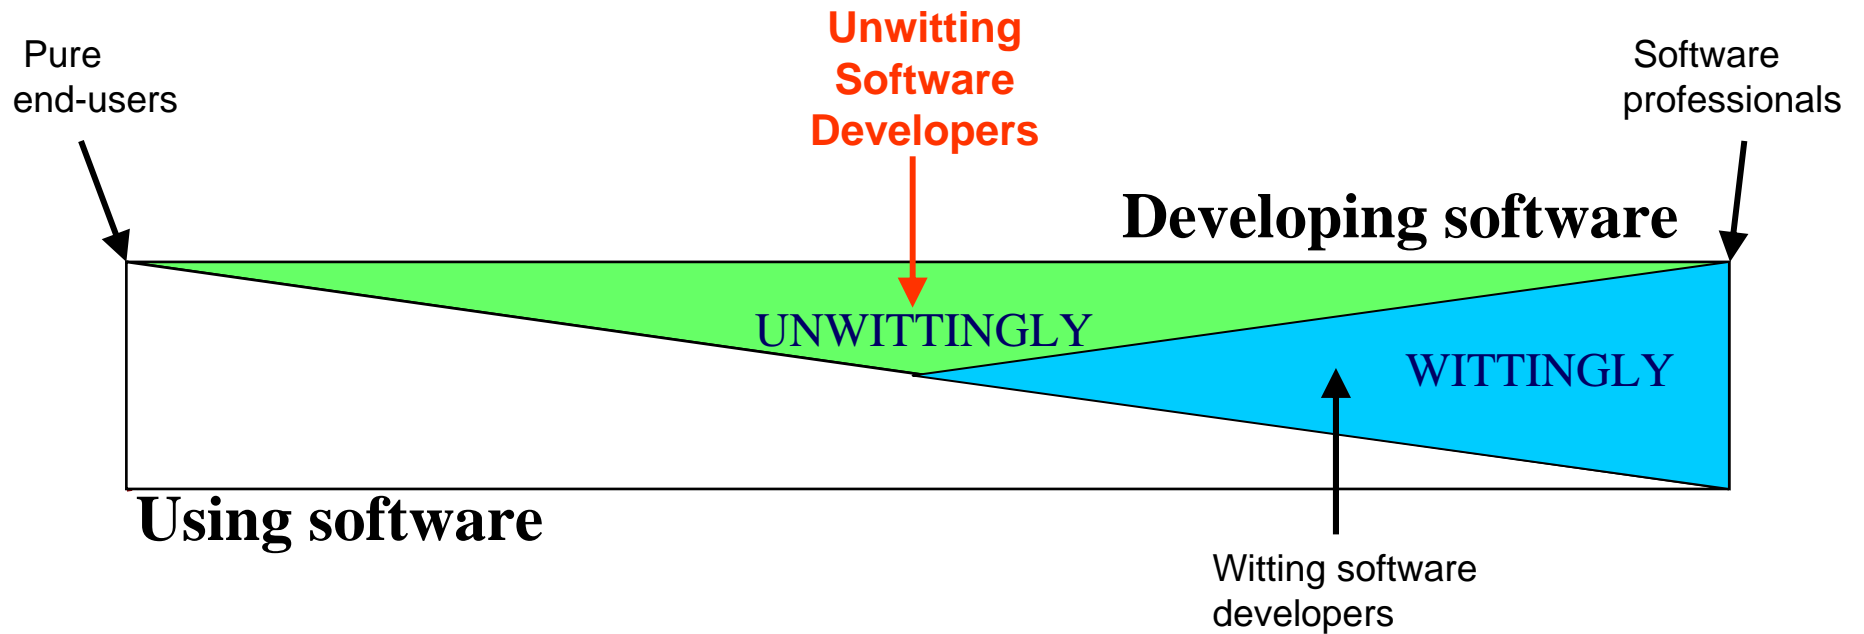 Pure
end-users
Unwitting
Software
Developers
Software
professionals
Developing software
UNWITTINGLY
WITTINGLY
Using software
Witting software
developers